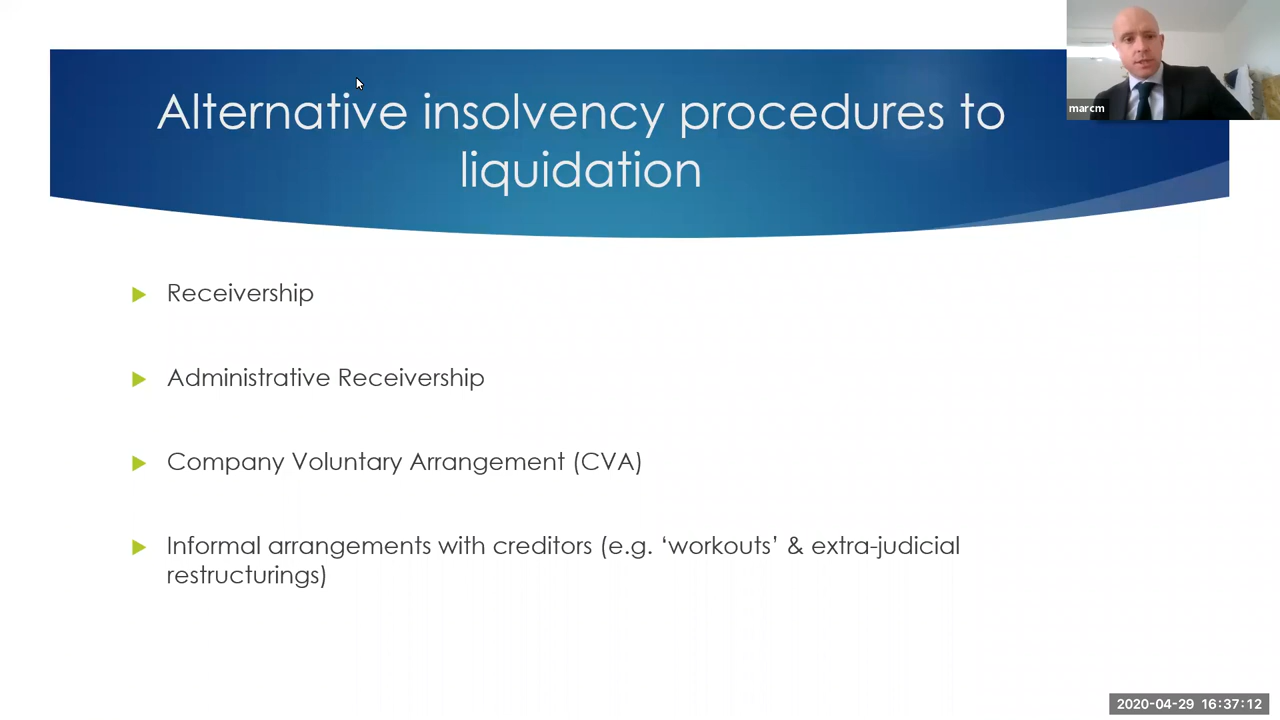 Alternative insolvency procedures to
liquidation
marcm
Receivership
Administrative Receivership
Company Voluntary Arrangement (CVA)
Informal arrangements with creditors (e.g. ‘workouts’ & extra-judicial
restructurings)
2020-04-29 16:37:12